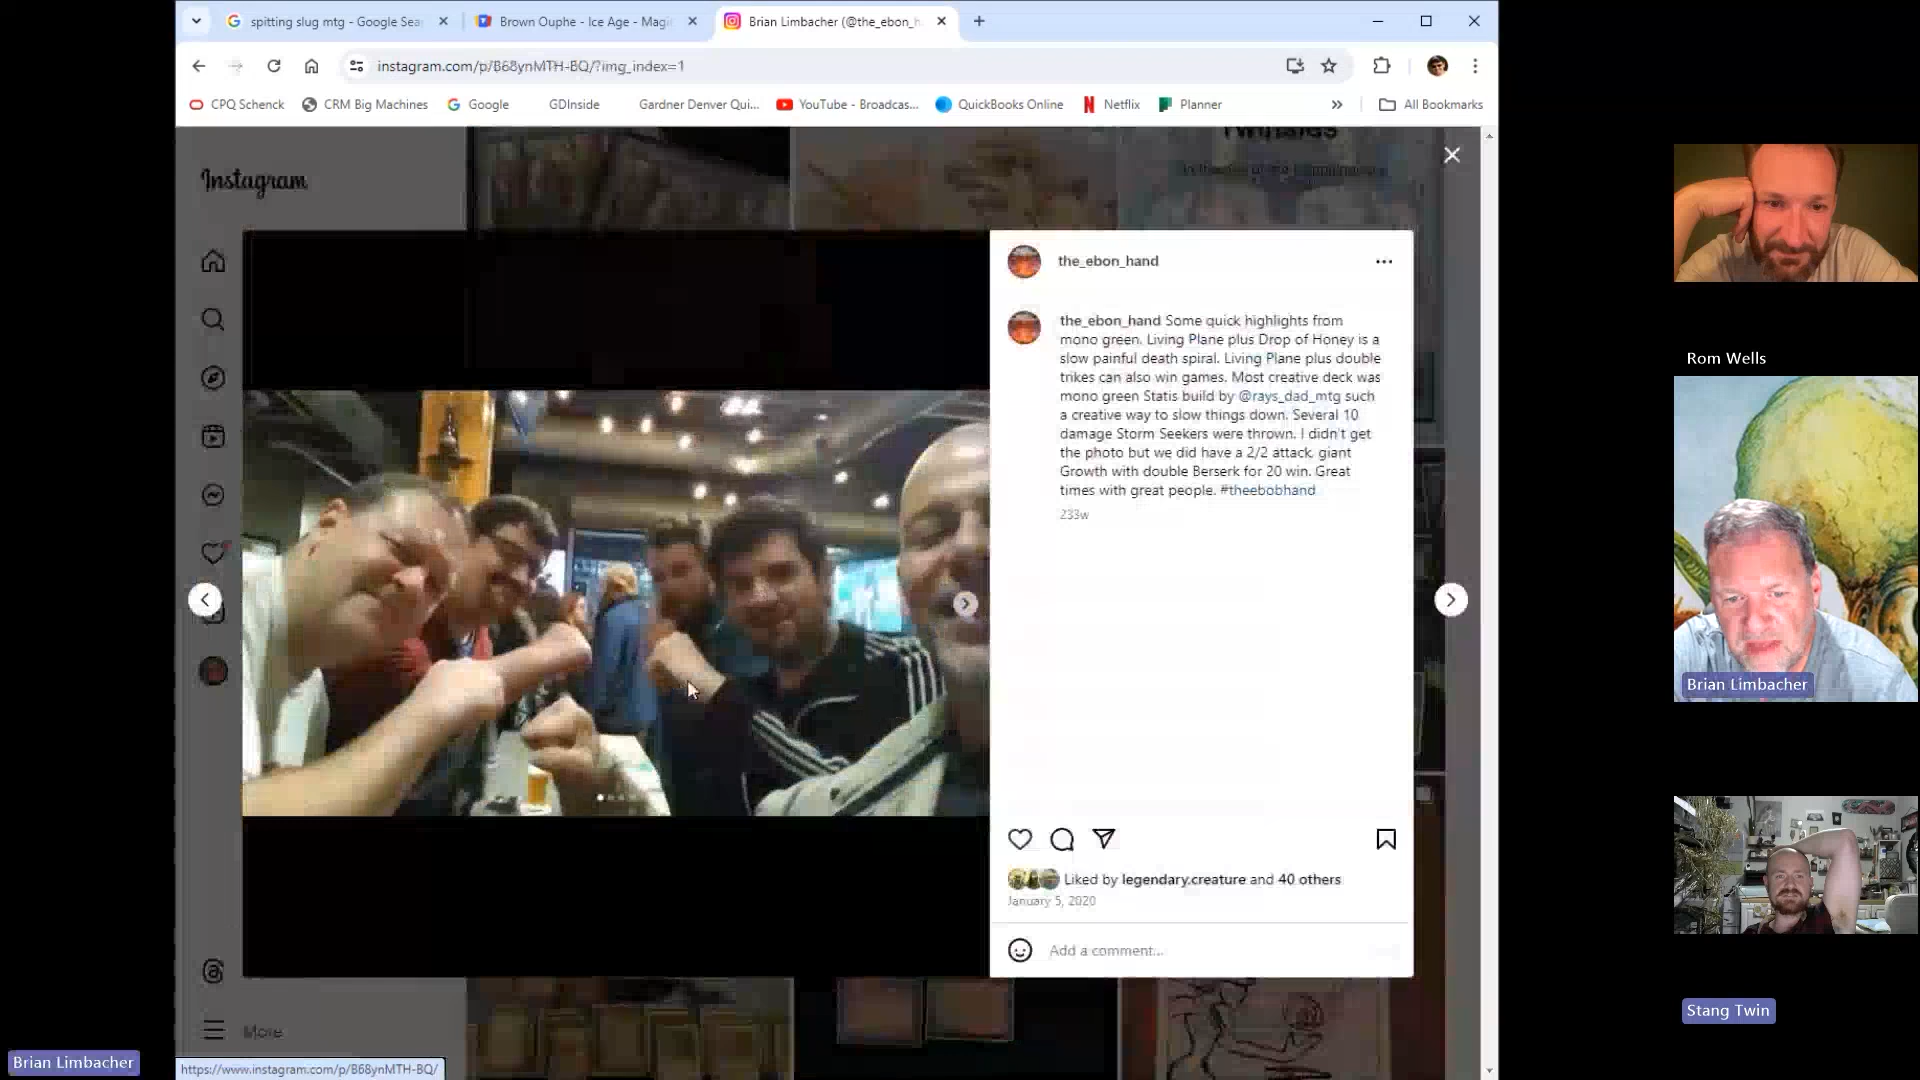 spitting slug mtg - Google Sea
Brown Ouphe - Ice Age - Magic
Brian Limbacher (@the_ebon_h
instagram.com/p/B68ynMTH-BQ/?img_index=1
CPQ Schenck
CRM Big Machines
Google
GDInside
Gardner Denver Qui...
YouTube - Broadcas...
QuickBooks Online
Netflix
Planner
All Bookmarks
Instagram
the_ebon_hand
the_ebon_hand Some quick highlights from
mono green. Living Plane plus Drop of Honey is a
slow painful death spiral. Living Plane plus double
trikes can also win games. Most creative deck was
mono green Statis build by @rays_dad_mtg such
a creative way to slow things down. Several 10
damage Storm Seekers were thrown. I didn't get
the photo but we did have a 2/2 attack, giant
Growth with double Berserk for 20 win. Great
times with great people. #theebobhand
233w
Liked by legendary.creature and 40 others
January 5, 2020
Add a comment...
More
https://www.instagram.com/p/B68ynMTH-BQ/
Brian Limbacher
Rom Wells
Brian Limbacher
Stang Twin